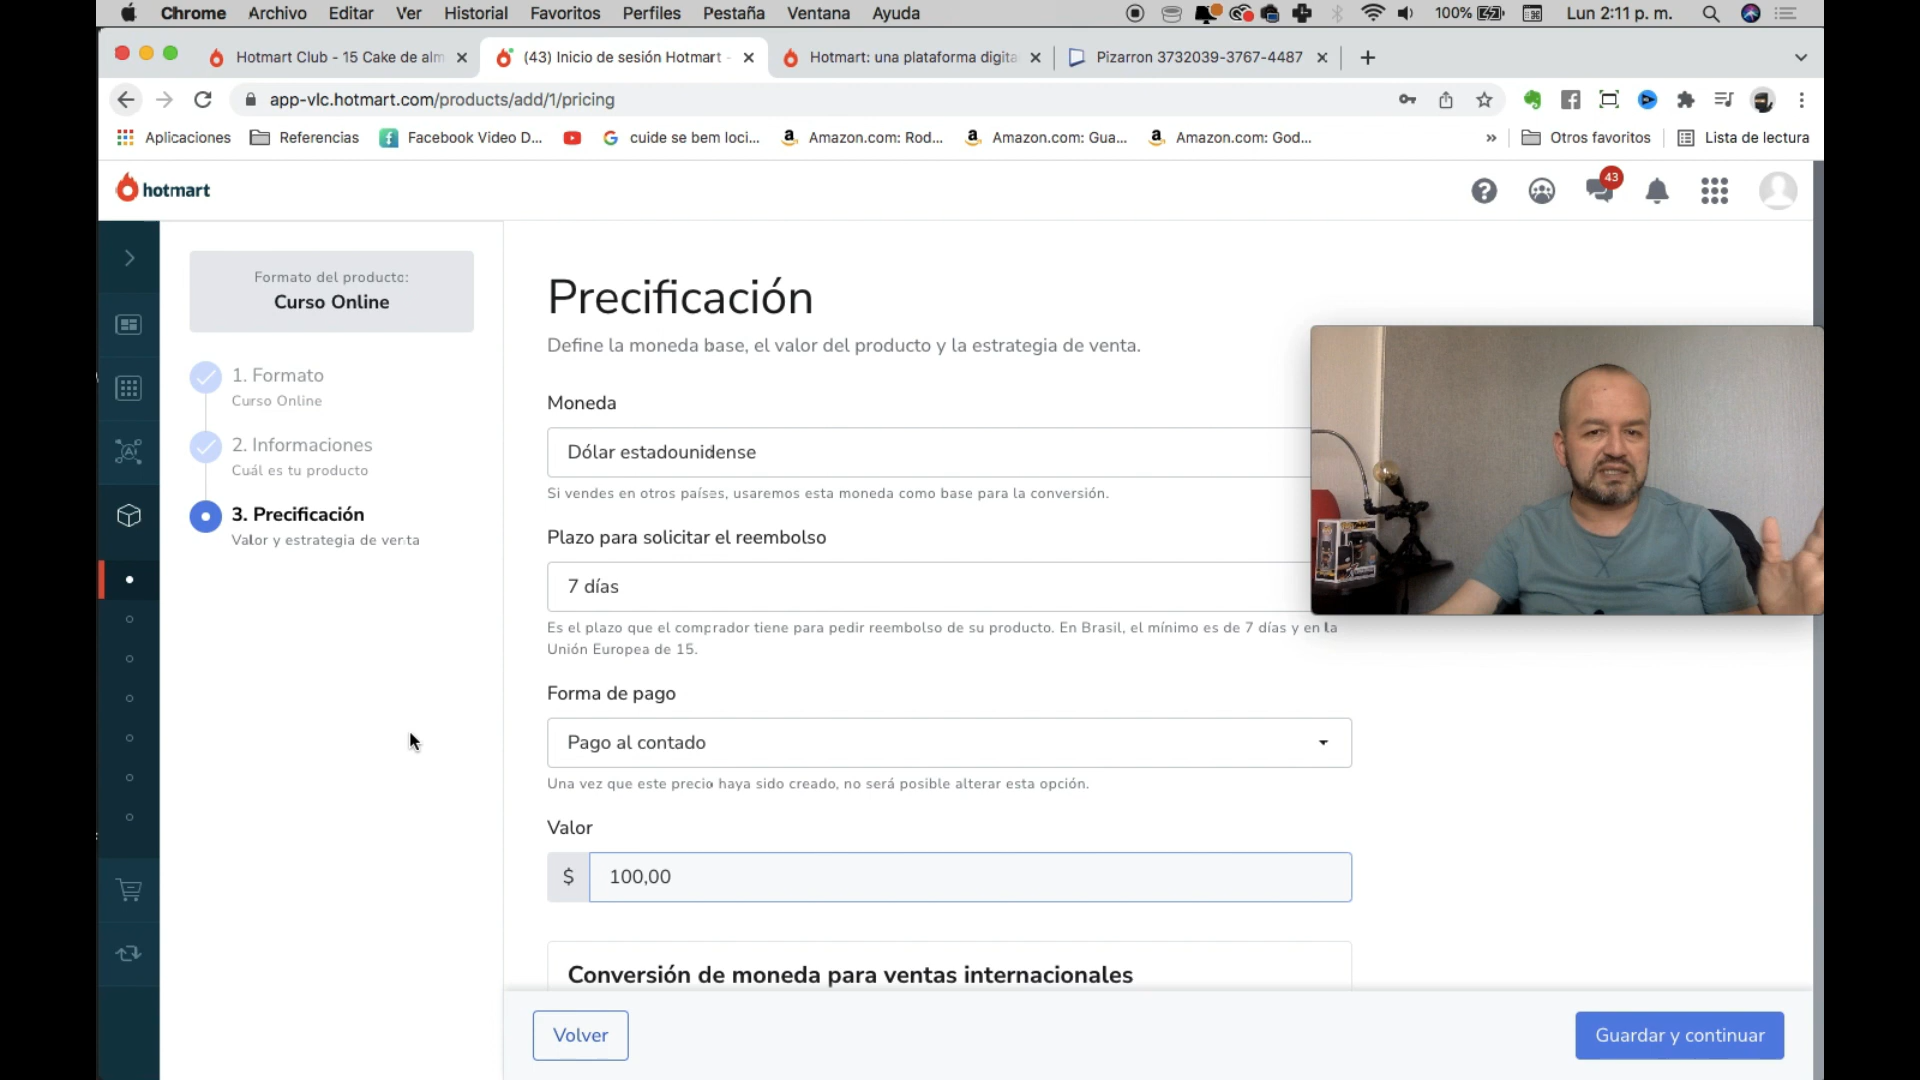 Chrome Archivo Editar Ver Historial Favoritos Perfiles Pestaña Ventana Ayuda 100% Lun 2:11 p. m.
Hotmart Club - 15 Cake de alm (43) Inicio de sesión Hotmart - Hotmart: una plataforma digita Pizarron 3732039-3767-4487
app-vlc.hotmart.com/products/add/1/pricing
Aplicaciones Referencias Facebook Video D... cuide se bem loci... Amazon.com: Rod... Amazon.com: Gua... Amazon.com: God... » Otros favoritos Lista de lectura
hotmart 43
Formato del producto:
Curso Online
1. Formato
Curso Online
2. Informaciones
Cuál es tu producto
3. Precificación
Valor y estrategia de venta
Precificación
Define la moneda base, el valor del producto y la estrategia de venta.
Moneda
Dólar estadounidense
Si vendes en otros países, usaremos esta moneda como base para la conversión.
Plazo para solicitar el reembolso
7 días
Es el plazo que el comprador tiene para pedir reembolso de su producto. En Brasil, el mínimo es de 7 días y en la
Unión Europea de 15.
Forma de pago
Pago al contado
Una vez que este precio haya sido creado, no será posible alterar esta opción.
Valor
$ 100,00
Conversión de moneda para ventas internacionales
Volver
Guardar y continuar